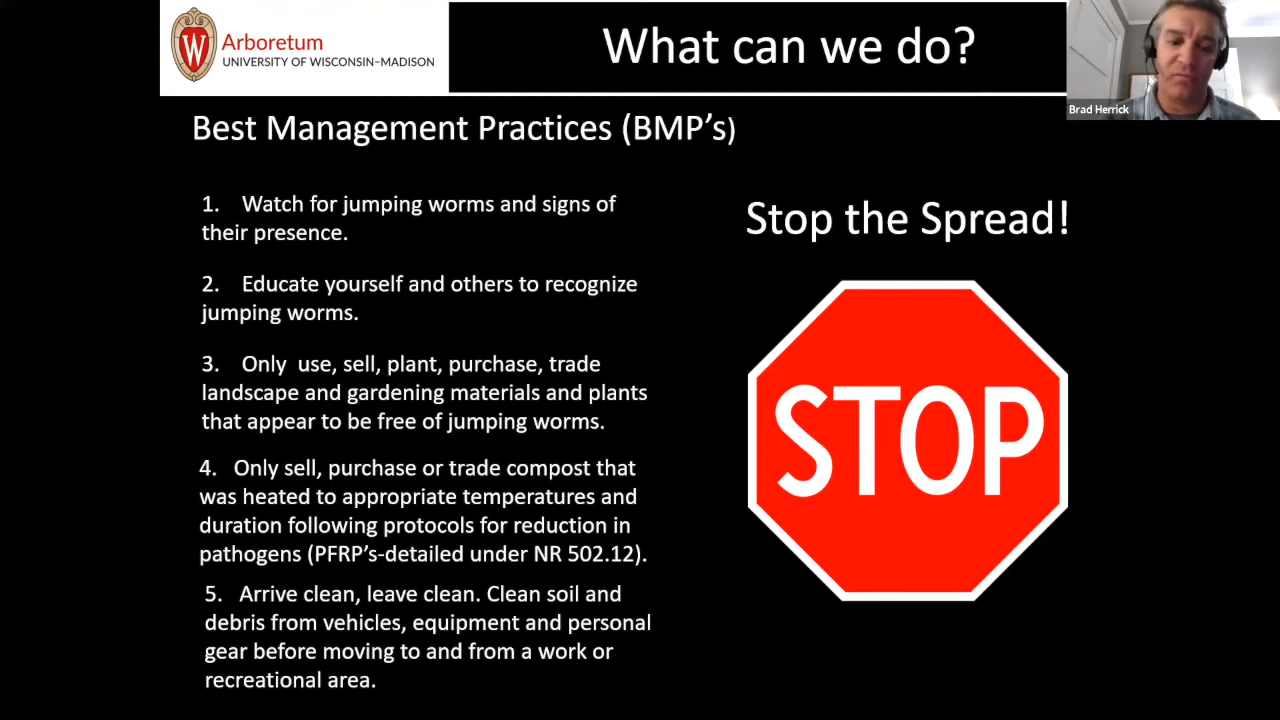 W
Arboretum
UNIVERSITY OF WISCONSIN–MADISON
What can we do?
Brad Herrick
Best Management Practices (BMP’s)
1. Watch for jumping worms and signs of
their presence.
2. Educate yourself and others to recognize
jumping worms.
3. Only use, sell, plant, purchase, trade
landscape and gardening materials and plants
that appear to be free of jumping worms.
4. Only sell, purchase or trade compost that
was heated to appropriate temperatures and
duration following protocols for reduction in
pathogens (PFRP’s-detailed under NR 502.12).
5. Arrive clean, leave clean. Clean soil and
debris from vehicles, equipment and personal
gear before moving to and from a work or
recreational area.
Stop the Spread!
STOP